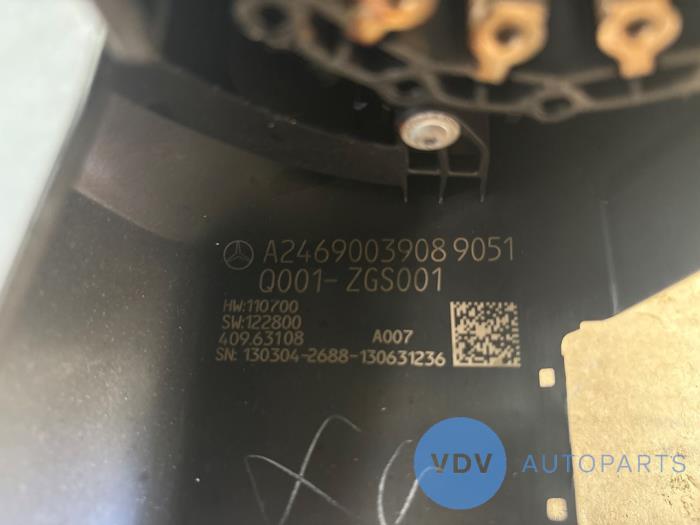 A2469003908 9051
Q001-ZGS001
HW:110700
SW:122800
409.63108 A007
SN: 130304-2688-130631236
VDV AUTOPARTS